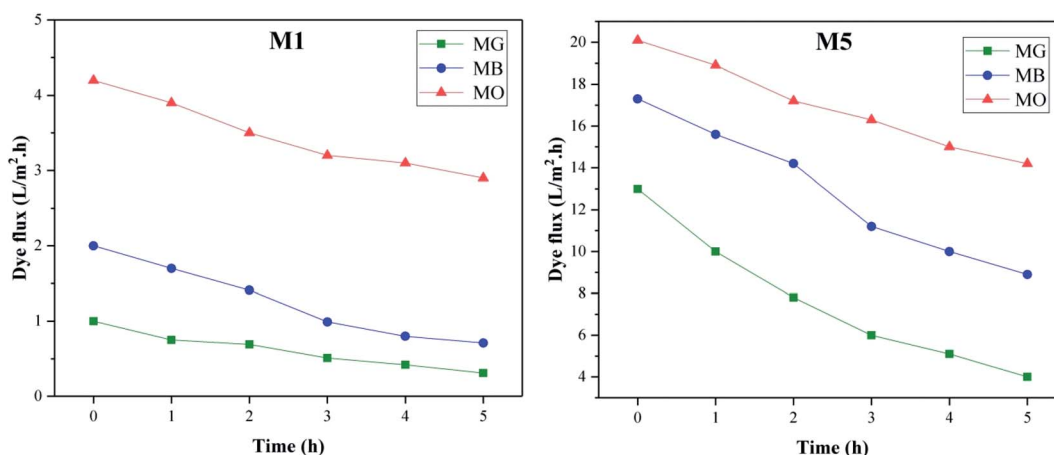 M1
MG
MB
MO
Dye flux (L/m².h)
5
4
3
2
1
0
0 1 2 3 4 5
Time (h)
M5
MG
MB
MO
Dye flux (L/m².h)
20
18
16
14
12
10
8
6
4
0 1 2 3 4 5
Time (h)